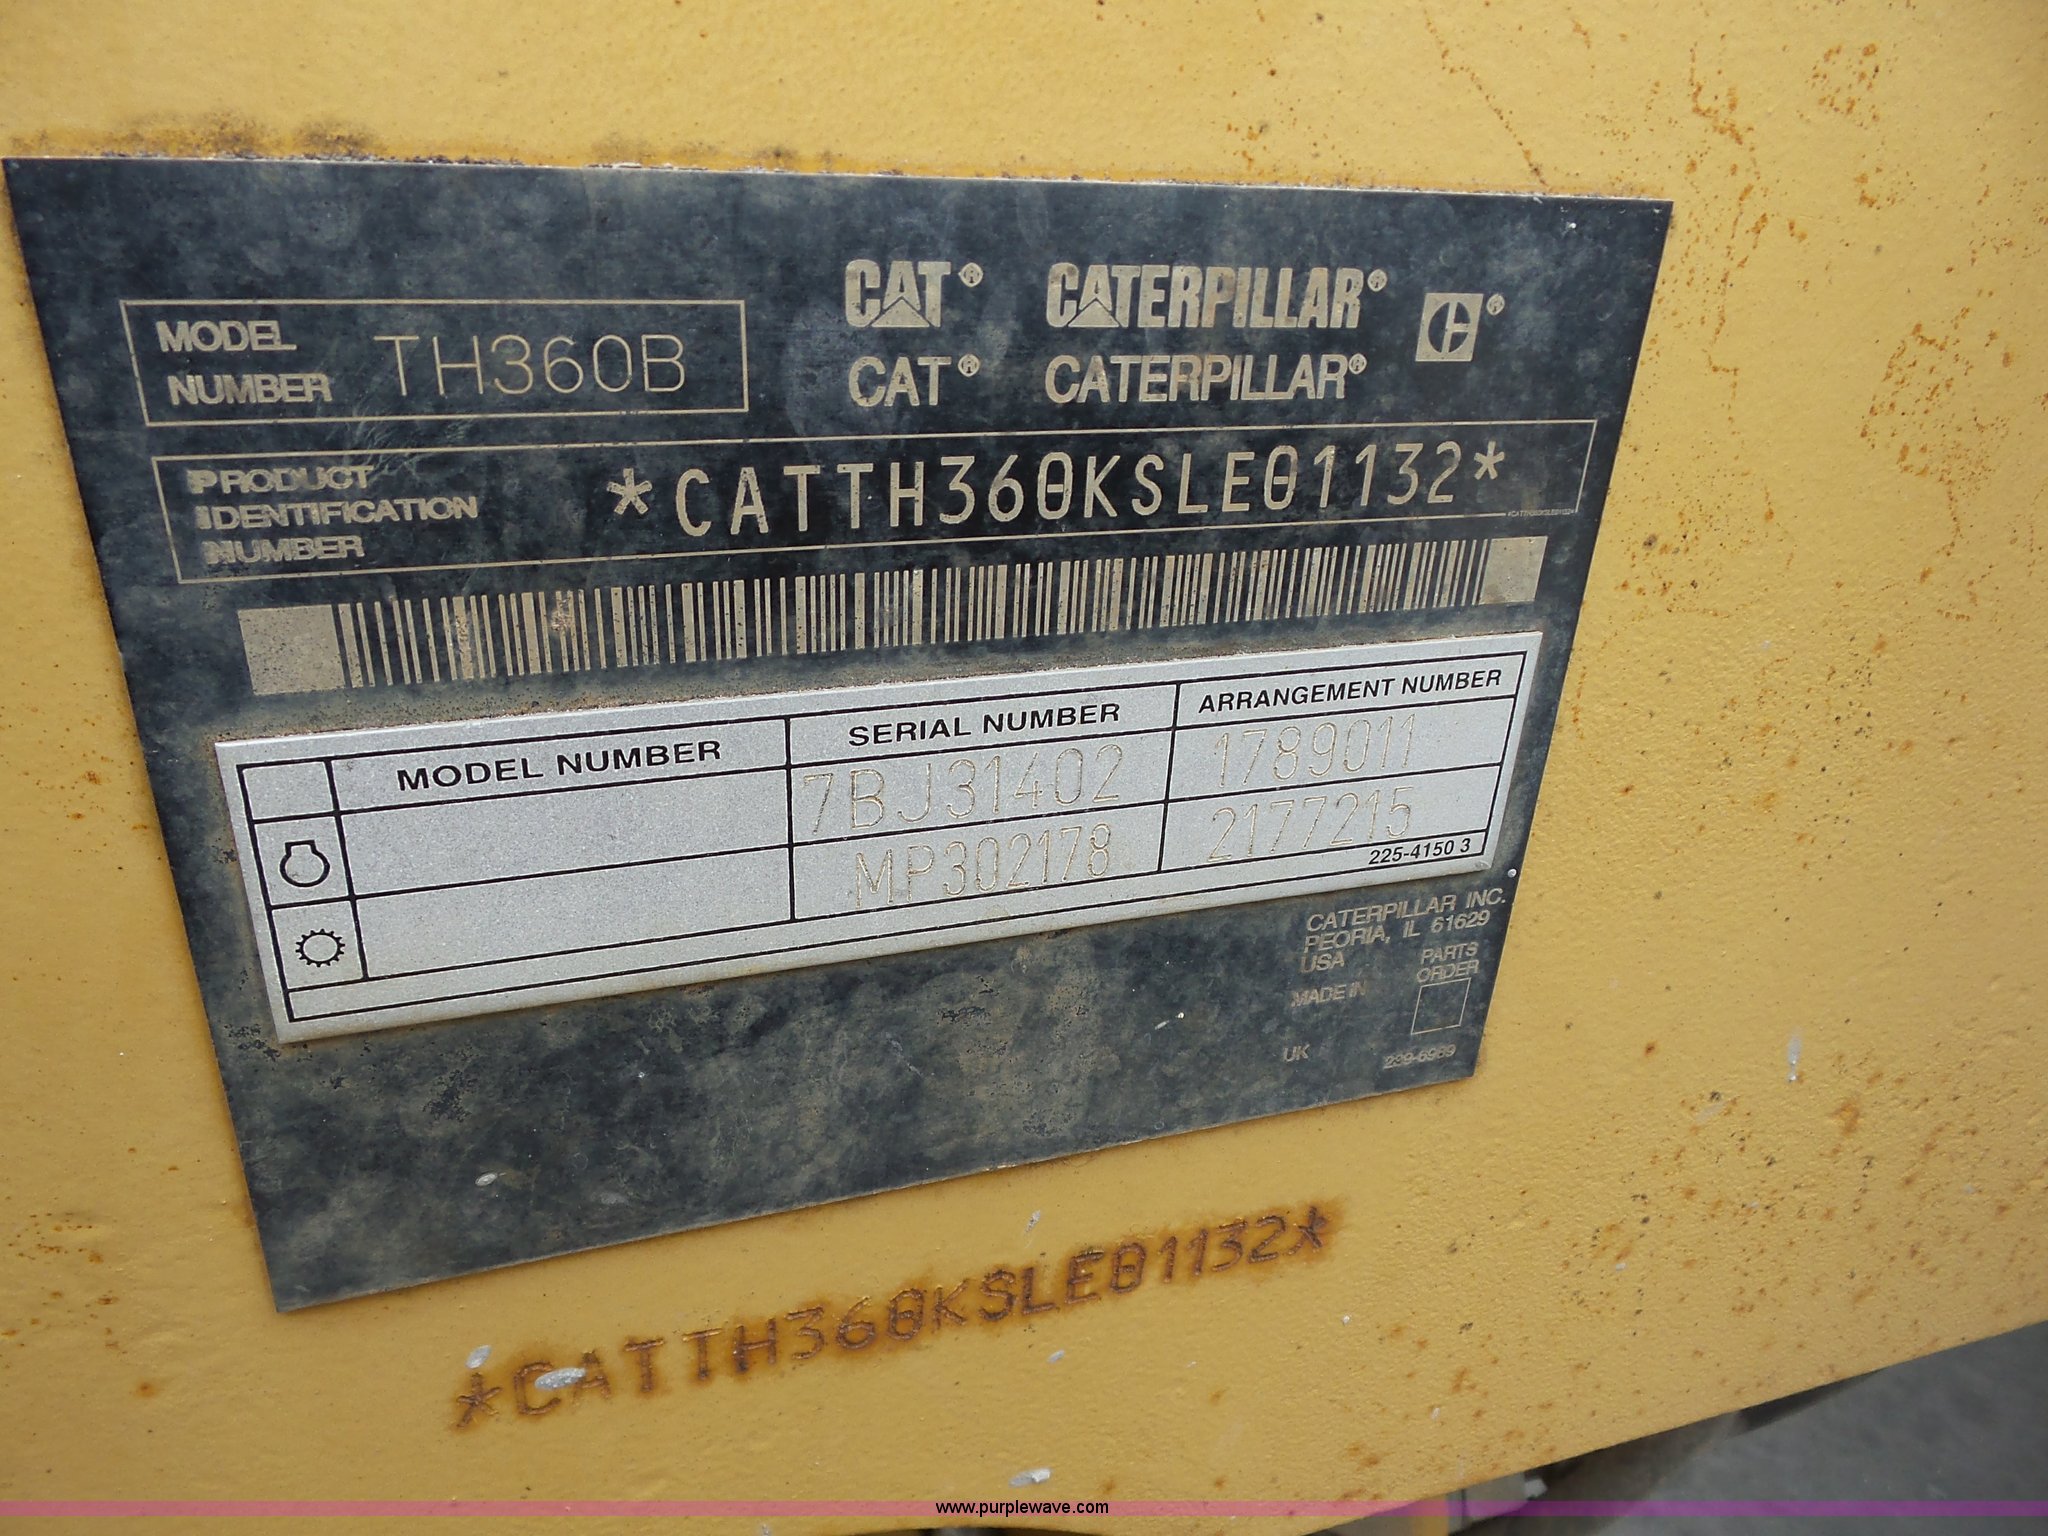 CAT® CATERPILLAR®
CAT® CATERPILLAR®
MODEL
NUMBER
TH360B
PRODUCT
IDENTIFICATION
NUMBER
*CATTH360KSLE01132*
*CATTH360KSLE01132*
MODEL NUMBER SERIAL NUMBER ARRANGEMENT NUMBER
7BJ31402 1789011
MP302178 2177215
225-4150 3
CATERPILLAR INC.
PEORIA, IL 61629
USA
PARTS
ORDER
MADE IN
UK
239-6969
*CATTH360KSLE01132*
www.purplewave.com